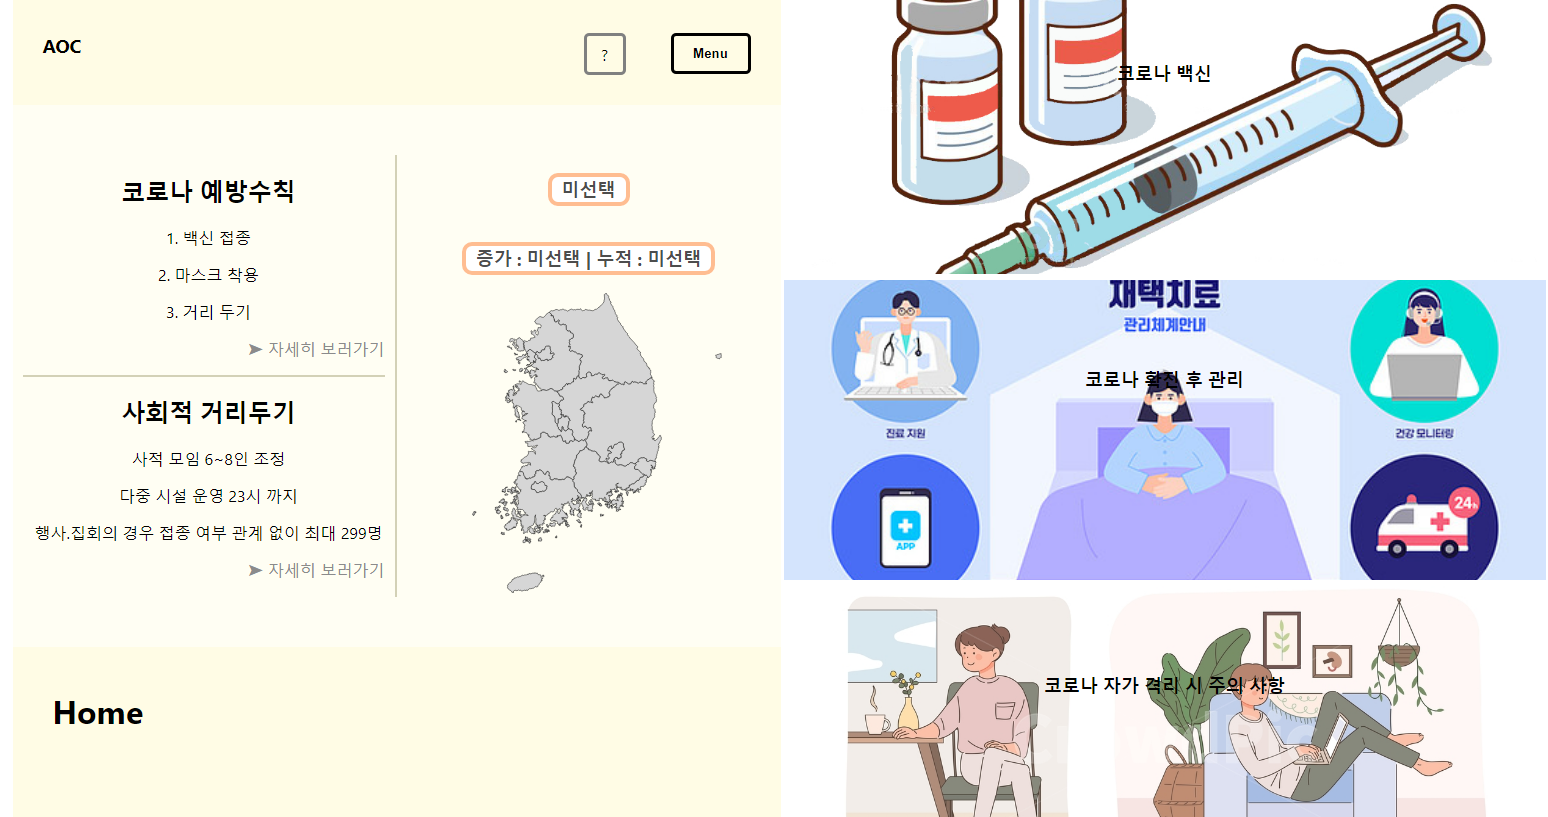 AOC
?
Menu
코로나 예방수칙
1. 백신 접종
2. 마스크 착용
3. 거리 두기
➤ 자세히 보러가기
사회적 거리두기
사적 모임 6~8인 조정
다중 시설 운영 23시 까지
행사.집회의 경우 접종 여부 관계 없이 최대 299명
➤ 자세히 보러가기
미선택
증가 : 미선택 | 누적 : 미선택
Home
코로나 백신
재택치료
관리체계안내
코로나 확진 후 관리
진료 지원
건강 모니터링
APP
24h
코로나 자가 격리 시 주의 사항